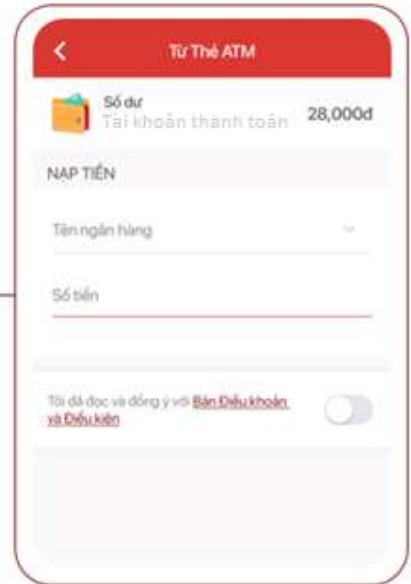 Từ Thẻ ATM
Số dư
Tài khoản thanh toán 28,000đ
NẠP TIỀN
Tên ngân hàng
Số tiền
Tôi đã đọc và đồng ý với Bản Điều khoản
và Điều kiện